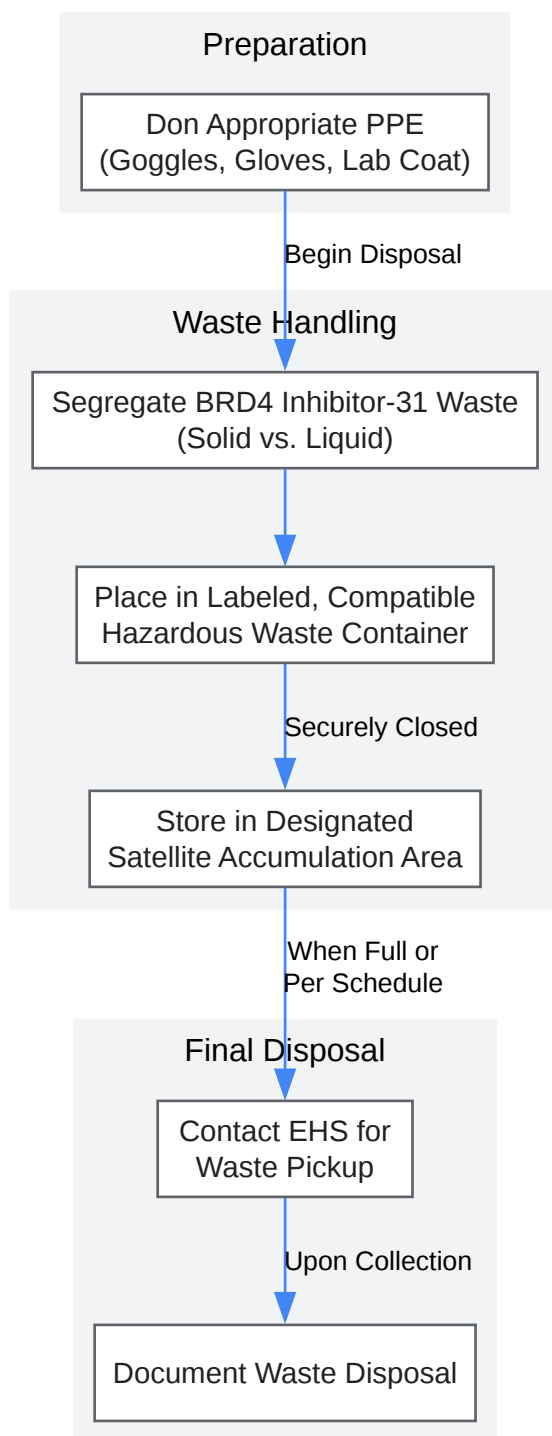 Preparation
Don Appropriate PPE
(Goggles, Gloves, Lab Coat)
Begin Disposal
Waste Handling
Segregate BRD4 Inhibitor-31 Waste
(Solid vs. Liquid)
Place in Labeled, Compatible
Hazardous Waste Container
Securely Closed
Store in Designated
Satellite Accumulation Area
When Full or
Per Schedule
Final Disposal
Contact EHS for
Waste Pickup
Upon Collection
Document Waste Disposal